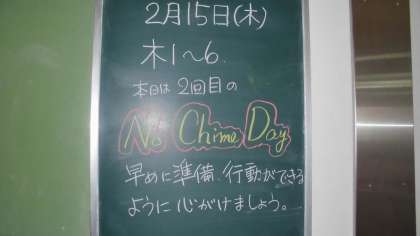 2月15日(木)
木1〜6.
本日は2回目の
No Chime Day
早めに準備、行動ができる
ように心がけましょう。